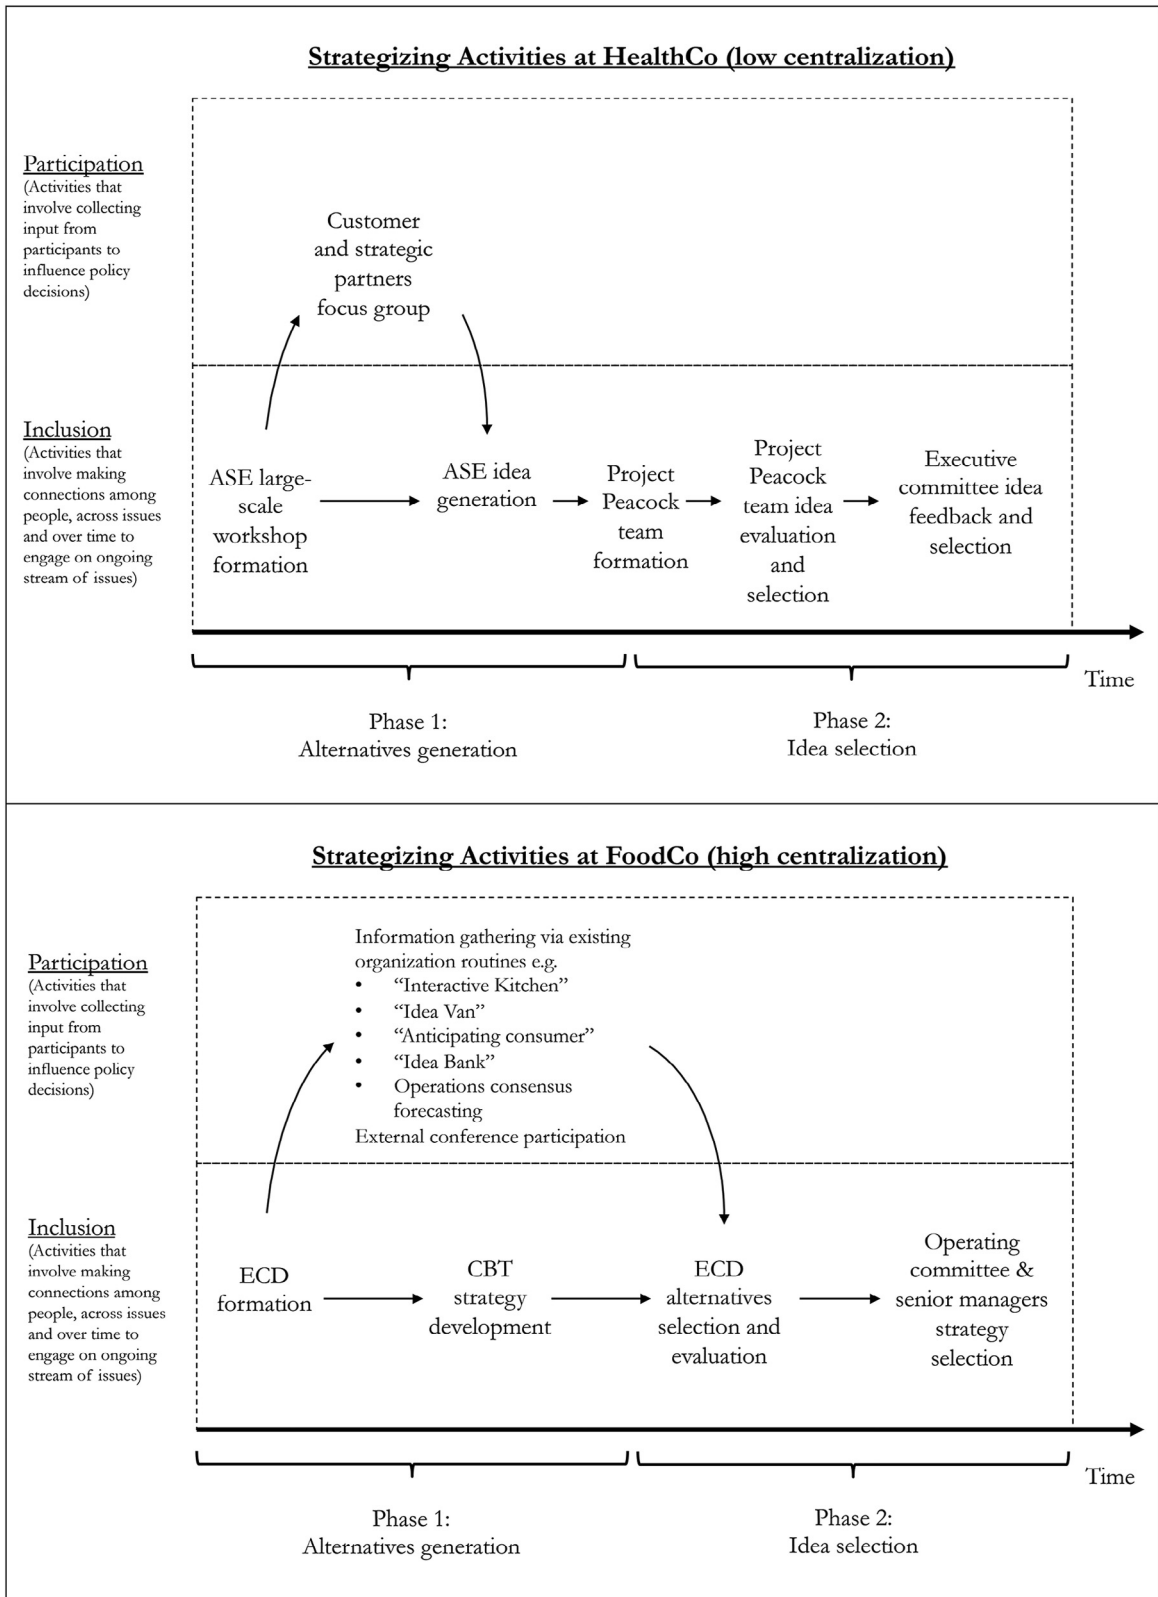 Strategizing Activities at HealthCo (low centralization)
Participation
(Activities that
involve collecting
input from
participants to
influence policy
decisions)
Customer
and strategic
partners
focus group
Inclusion
(Activities that
involve making
connections among
people, across issues
and over time to
engage on ongoing
stream of issues)
ASE large-
scale
workshop
formation
ASE idea
generation
Project
Peacock
team
formation
Project
Peacock
team idea
evaluation
and
selection
Executive
committee idea
feedback and
selection
Time
Phase 1:
Alternatives generation
Phase 2:
Idea selection
Strategizing Activities at FoodCo (high centralization)
Participation
(Activities that
involve collecting
input from
participants to
influence policy
decisions)
Information gathering via existing
organization routines e.g.
• “Interactive Kitchen”
• “Idea Van”
• “Anticipating consumer”
• “Idea Bank”
• Operations consensus
forecasting
External conference participation
Inclusion
(Activities that
involve making
connections among
people, across issues
and over time to
engage on ongoing
stream of issues)
ECD
formation
CBT
strategy
development
ECD
alternatives
selection and
evaluation
Operating
committee &
senior managers
strategy
selection
Time
Phase 1:
Alternatives generation
Phase 2:
Idea selection